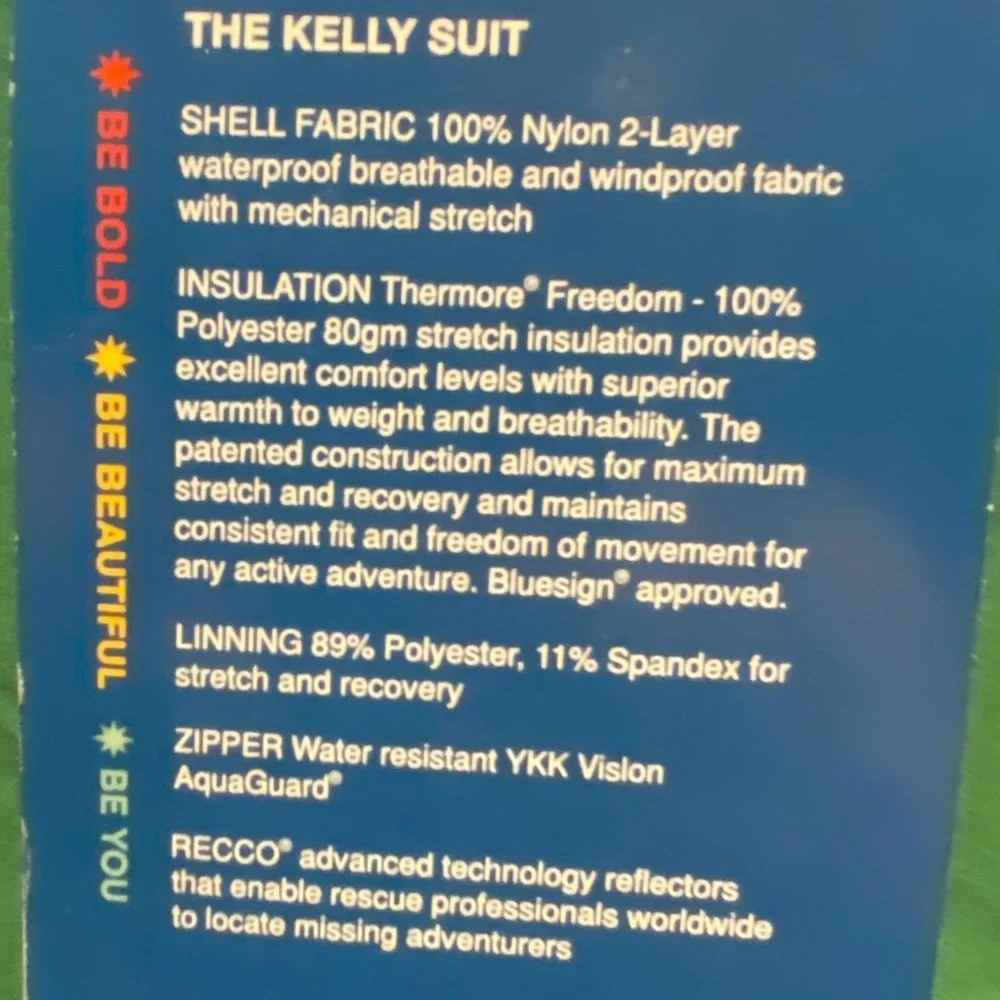 THE KELLY SUIT
SHELL FABRIC 100% Nylon 2-Layer
waterproof breathable and windproof fabric
with mechanical stretch
INSULATION Thermore® Freedom - 100%
Polyester 80gm stretch insulation provides
excellent comfort levels with superior
warmth to weight and breathability. The
patented construction allows for maximum
stretch and recovery and maintains
consistent fit and freedom of movement for
any active adventure. Bluesign® approved.
LINNING 89% Polyester, 11% Spandex for
stretch and recovery
ZIPPER Water resistant YKK Vislon
AquaGuard®
RECCO® advanced technology reflectors
that enable rescue professionals worldwide
to locate missing adventurers
BE BOLD BE BEAUTIFUL BE YOU